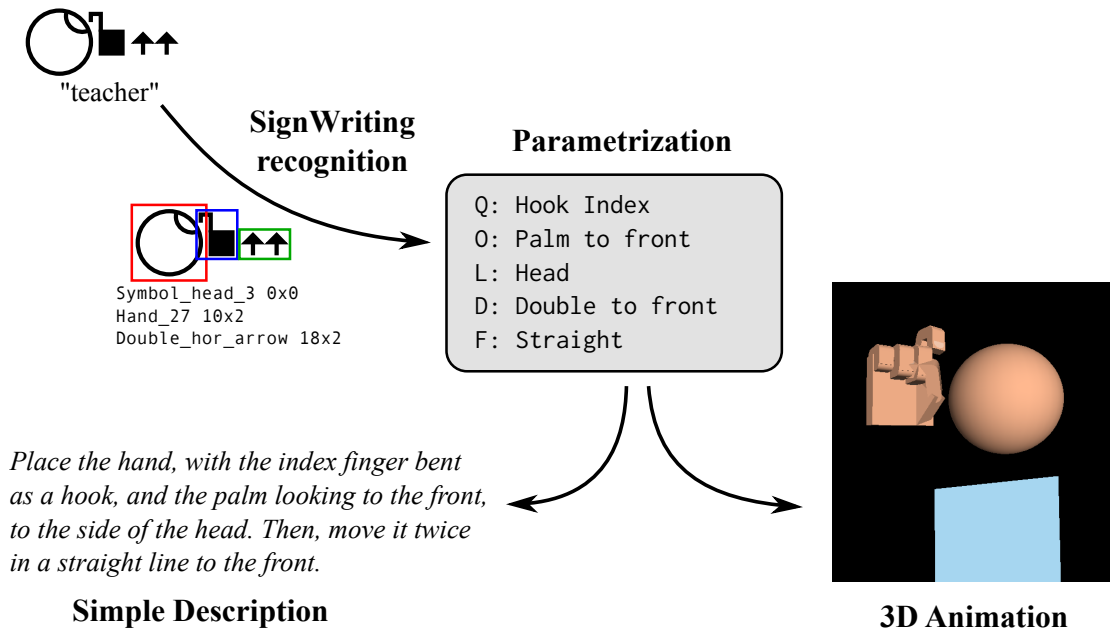 "teacher"
SignWriting
recognition
Parametrization
Q: Hook Index
O: Palm to front
L: Head
D: Double to front
F: Straight
Symbol_head_3 0x0
Hand_27 10x2
Double_hor_arrow 18x2
Place the hand, with the index finger bent
as a hook, and the palm looking to the front,
to the side of the head. Then, move it twice
in a straight line to the front.
Simple Description
3D Animation